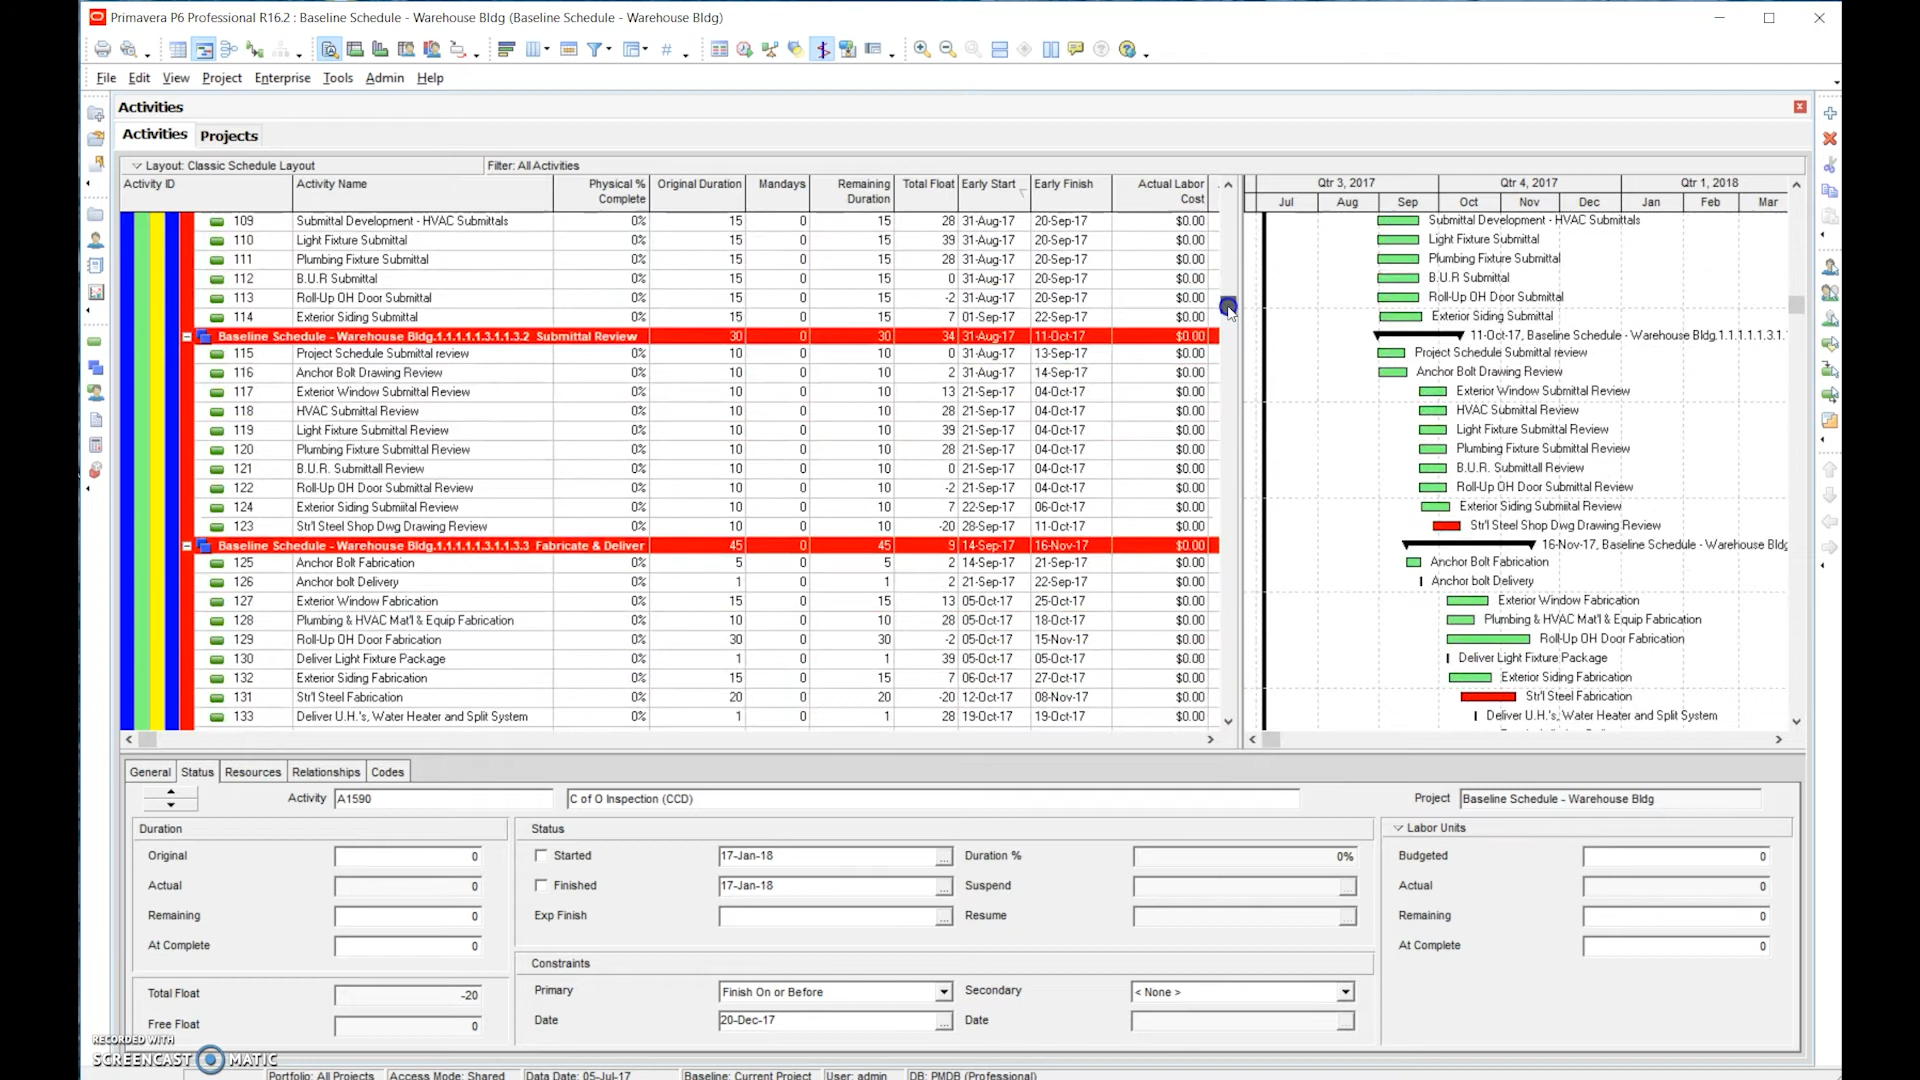 Primavera P6 Professional R16.2 : Baseline Schedule - Warehouse Bldg (Baseline Schedule - Warehouse Bldg)
File Edit View Project Enterprise Tools Admin Help
Activities
Activities Projects
Layout: Classic Schedule Layout Filter: All Activities
Activity ID Activity Name Physical % Complete Original Duration Mandays Remaining Duration Total Float Early Start Early Finish Actual Labor Cost
Qtr 3, 2017 Qtr 4, 2017 Qtr 1, 2018
Jul Aug Sep Oct Nov Dec Jan Feb Mar
109 Submittal Development - HVAC Submittals 0% 15 0 15 28 31-Aug-17 20-Sep-17 $0.00 Submittal Development - HVAC Submittals
110 Light Fixture Submittal 0% 15 0 15 39 31-Aug-17 20-Sep-17 $0.00 Light Fixture Submittal
111 Plumbing Fixture Submittal 0% 15 0 15 28 31-Aug-17 20-Sep-17 $0.00 Plumbing Fixture Submittal
112 B.U.R Submittal 0% 15 0 15 0 31-Aug-17 20-Sep-17 $0.00 B.U.R Submittal
113 Roll-Up OH Door Submittal 0% 15 0 15 -2 31-Aug-17 20-Sep-17 $0.00 Roll-Up OH Door Submittal
114 Exterior Siding Submittal 0% 15 0 15 7 01-Sep-17 22-Sep-17 $0.00 Exterior Siding Submittal
Baseline Schedule - Warehouse Bldg.1.1.1.1.1.3.1.1.3.2 Submittal Review 30 0 30 34 31-Aug-17 11-Oct-17 $0.00 11-Oct-17, Baseline Schedule - Warehouse Bldg.1.1.1.1.1.3.1.
115 Project Schedule Submittal review 0% 10 0 10 0 31-Aug-17 13-Sep-17 $0.00 Project Schedule Submittal review
116 Anchor Bolt Drawing Review 0% 10 0 10 2 31-Aug-17 14-Sep-17 $0.00 Anchor Bolt Drawing Review
117 Exterior Window Submittal Review 0% 10 0 10 13 21-Sep-17 04-Oct-17 $0.00 Exterior Window Submittal Review
118 HVAC Submittal Review 0% 10 0 10 28 21-Sep-17 04-Oct-17 $0.00 HVAC Submittal Review
119 Light Fixture Submittal Review 0% 10 0 10 39 21-Sep-17 04-Oct-17 $0.00 Light Fixture Submittal Review
120 Plumbing Fixture Submittal Review 0% 10 0 10 28 21-Sep-17 04-Oct-17 $0.00 Plumbing Fixture Submittal Review
121 B.U.R. Submittall Review 0% 10 0 10 0 21-Sep-17 04-Oct-17 $0.00 B.U.R. Submittall Review
122 Roll-Up OH Door Submittal Review 0% 10 0 10 -2 21-Sep-17 04-Oct-17 $0.00 Roll-Up OH Door Submittal Review
124 Exterior Siding Submiital Review 0% 10 0 10 7 22-Sep-17 06-Oct-17 $0.00 Exterior Siding Submiital Review
123 Str'l Steel Shop Dwg Drawing Review 0% 10 0 10 -20 28-Sep-17 11-Oct-17 $0.00 Str'l Steel Shop Dwg Drawing Review
Baseline Schedule - Warehouse Bldg.1.1.1.1.1.3.1.1.3.3 Fabricate & Deliver 45 0 45 9 14-Sep-17 16-Nov-17 $0.00 16-Nov-17, Baseline Schedule - Warehouse Bldg
125 Anchor Bolt Fabrication 0% 5 0 5 2 14-Sep-17 21-Sep-17 $0.00 Anchor Bolt Fabrication
126 Anchor bolt Delivery 0% 1 0 1 2 21-Sep-17 22-Sep-17 $0.00 Anchor bolt Delivery
127 Exterior Window Fabrication 0% 15 0 15 13 05-Oct-17 25-Oct-17 $0.00 Exterior Window Fabrication
128 Plumbing & HVAC Mat'l & Equip Fabrication 0% 10 0 10 28 05-Oct-17 18-Oct-17 $0.00 Plumbing & HVAC Mat'l & Equip Fabrication
129 Roll-Up OH Door Fabrication 0% 30 0 30 -2 05-Oct-17 15-Nov-17 $0.00 Roll-Up OH Door Fabrication
130 Deliver Light Fixture Package 0% 1 0 1 39 05-Oct-17 05-Oct-17 $0.00 Deliver Light Fixture Package
132 Exterior Siding Fabrication 0% 15 0 15 7 06-Oct-17 27-Oct-17 $0.00 Exterior Siding Fabrication
131 Str'l Steel Fabrication 0% 20 0 20 -20 12-Oct-17 08-Nov-17 $0.00 Str'l Steel Fabrication
133 Deliver U.H.'s, Water Heater and Split System 0% 1 0 1 28 19-Oct-17 19-Oct-17 $0.00 Deliver U.H.'s, Water Heater and Split System
General Status Resources Relationships Codes
Activity A1590 C of O Inspection (CCD) Project Baseline Schedule - Warehouse Bldg
Duration Status Labor Units
Original 0 Started 17-Jan-18 ... Duration % 0% Budgeted 0
Actual 0 Finished 17-Jan-18 ... Suspend ... Actual 0
Remaining 0 Exp Finish ... Resume ... Remaining 0
At Complete 0 At Complete 0
Constraints
Total Float -20 Primary Finish On or Before Secondary < None >
Free Float 0 Date 20-Dec-17 ... Date ...
RECORDED WITH
SCREENCAST MATIC
Portfolio: All Projects Access Mode: Shared Data Date: 05-Jul-17 Baseline: Current Project User: admin DB: PMDB (Professional)